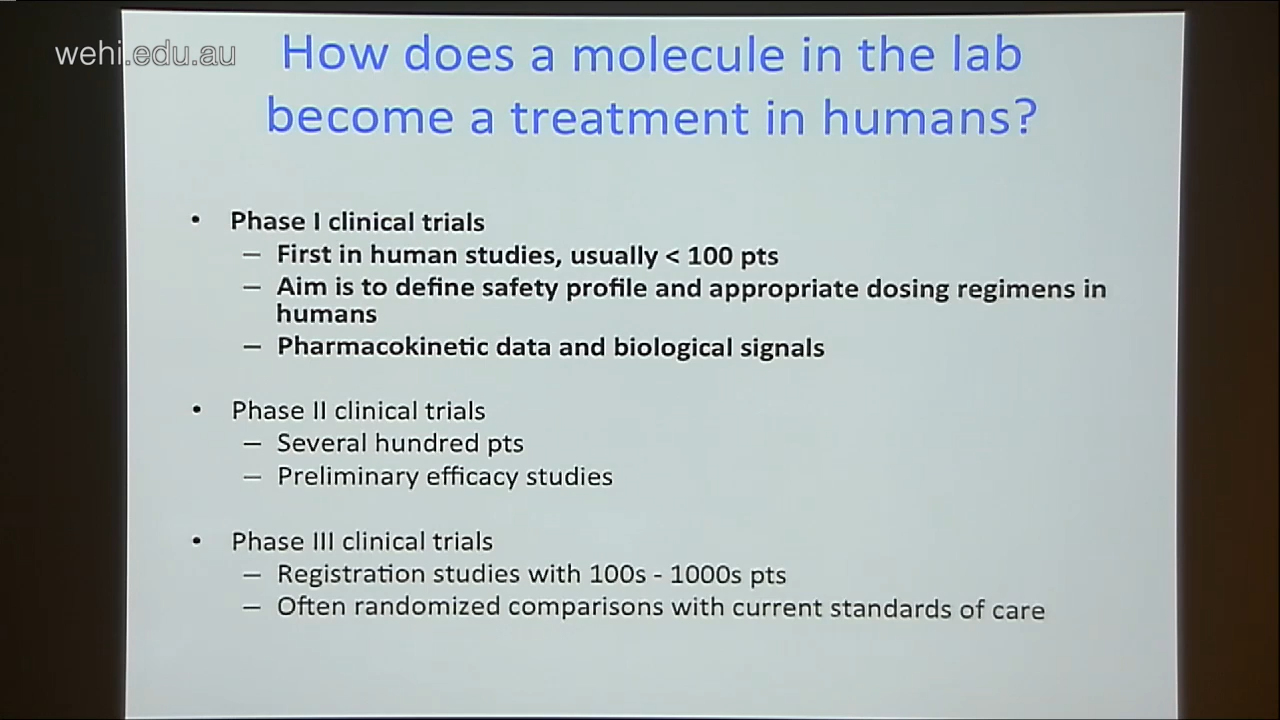 wehi.edu.au
How does a molecule in the lab
become a treatment in humans?
• Phase I clinical trials
– First in human studies, usually < 100 pts
– Aim is to define safety profile and appropriate dosing regimens in
humans
– Pharmacokinetic data and biological signals
• Phase II clinical trials
– Several hundred pts
– Preliminary efficacy studies
• Phase III clinical trials
– Registration studies with 100s - 1000s pts
– Often randomized comparisons with current standards of care